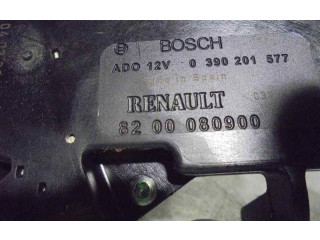 BOSCH
ADO 12V 0 390 201 577
Made in Spain
RENAULT
82 00 080900